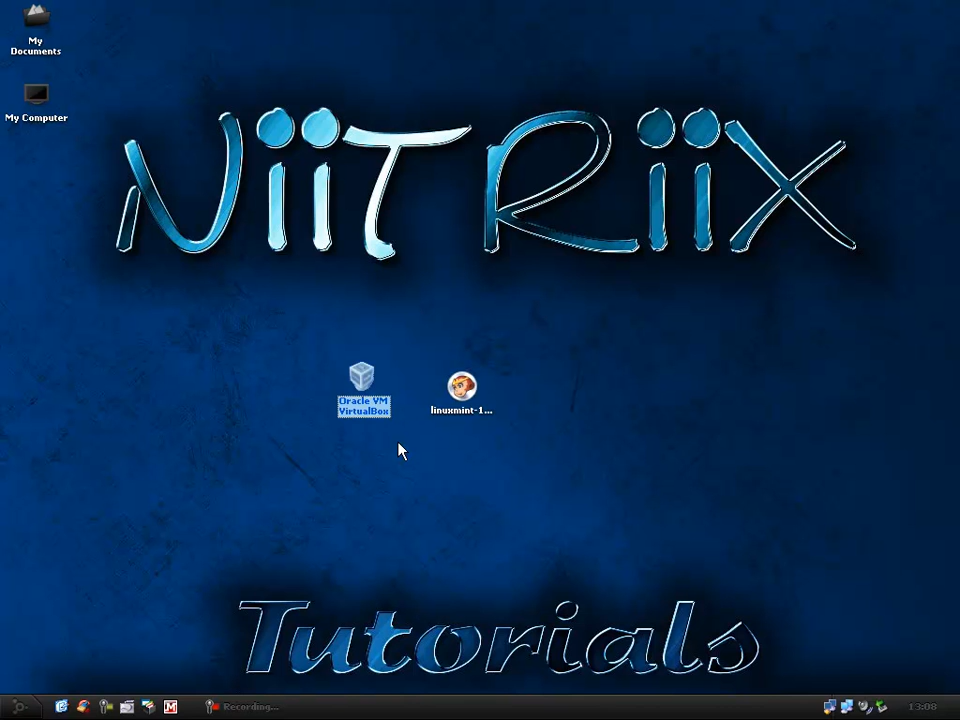 My
Documents
My Computer
NiiTRiiX
Oracle VM
VirtualBox
linuxmint-1...
Tutorials
Recording...
13:08